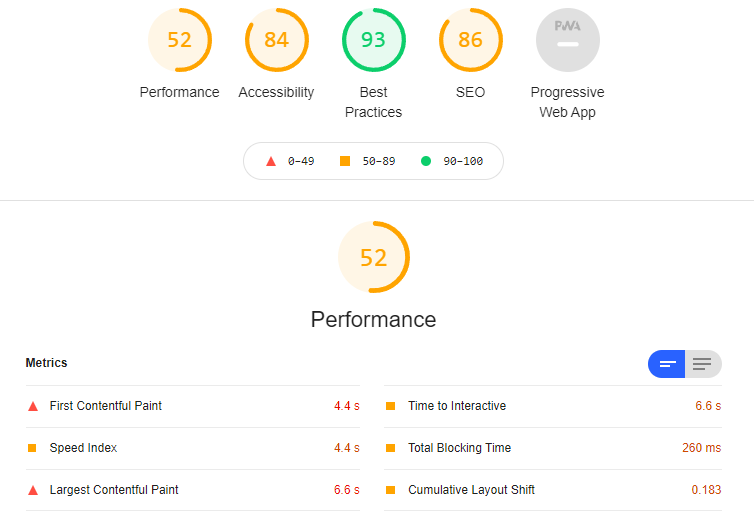 52 84 93 86 PWA
Performance Accessibility Best Practices SEO Progressive Web App
0–49 50–89 90–100
52
Performance
Metrics
First Contentful Paint 4.4 s
Time to Interactive 6.6 s
Speed Index 4.4 s
Total Blocking Time 260 ms
Largest Contentful Paint 6.6 s
Cumulative Layout Shift 0.183